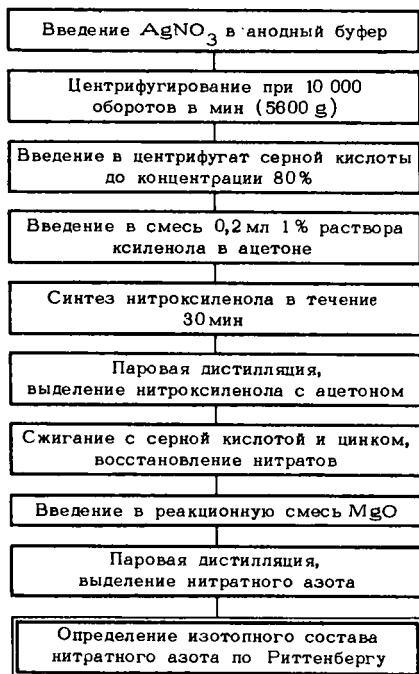 Введение AgNO3 в анодный буфер
Центрифугирование при 10 000
оборотов в мин (5600 g)
Введение в центрифугат серной кислоты
до концентрации 80%
Введение в смесь 0,2 мл 1% раствора
ксиленола в ацетоне
Синтез нитроксиленола в течение
30 мин
Паровая дистилляция,
выделение нитроксиленола с ацетоном
Сжигание с серной кислотой и цинком,
восстановление нитратов
Введение в реакционную смесь MgO
Паровая дистилляция,
выделение нитратного азота
Определение изотопного состава
нитратного азота по Риттенбергу